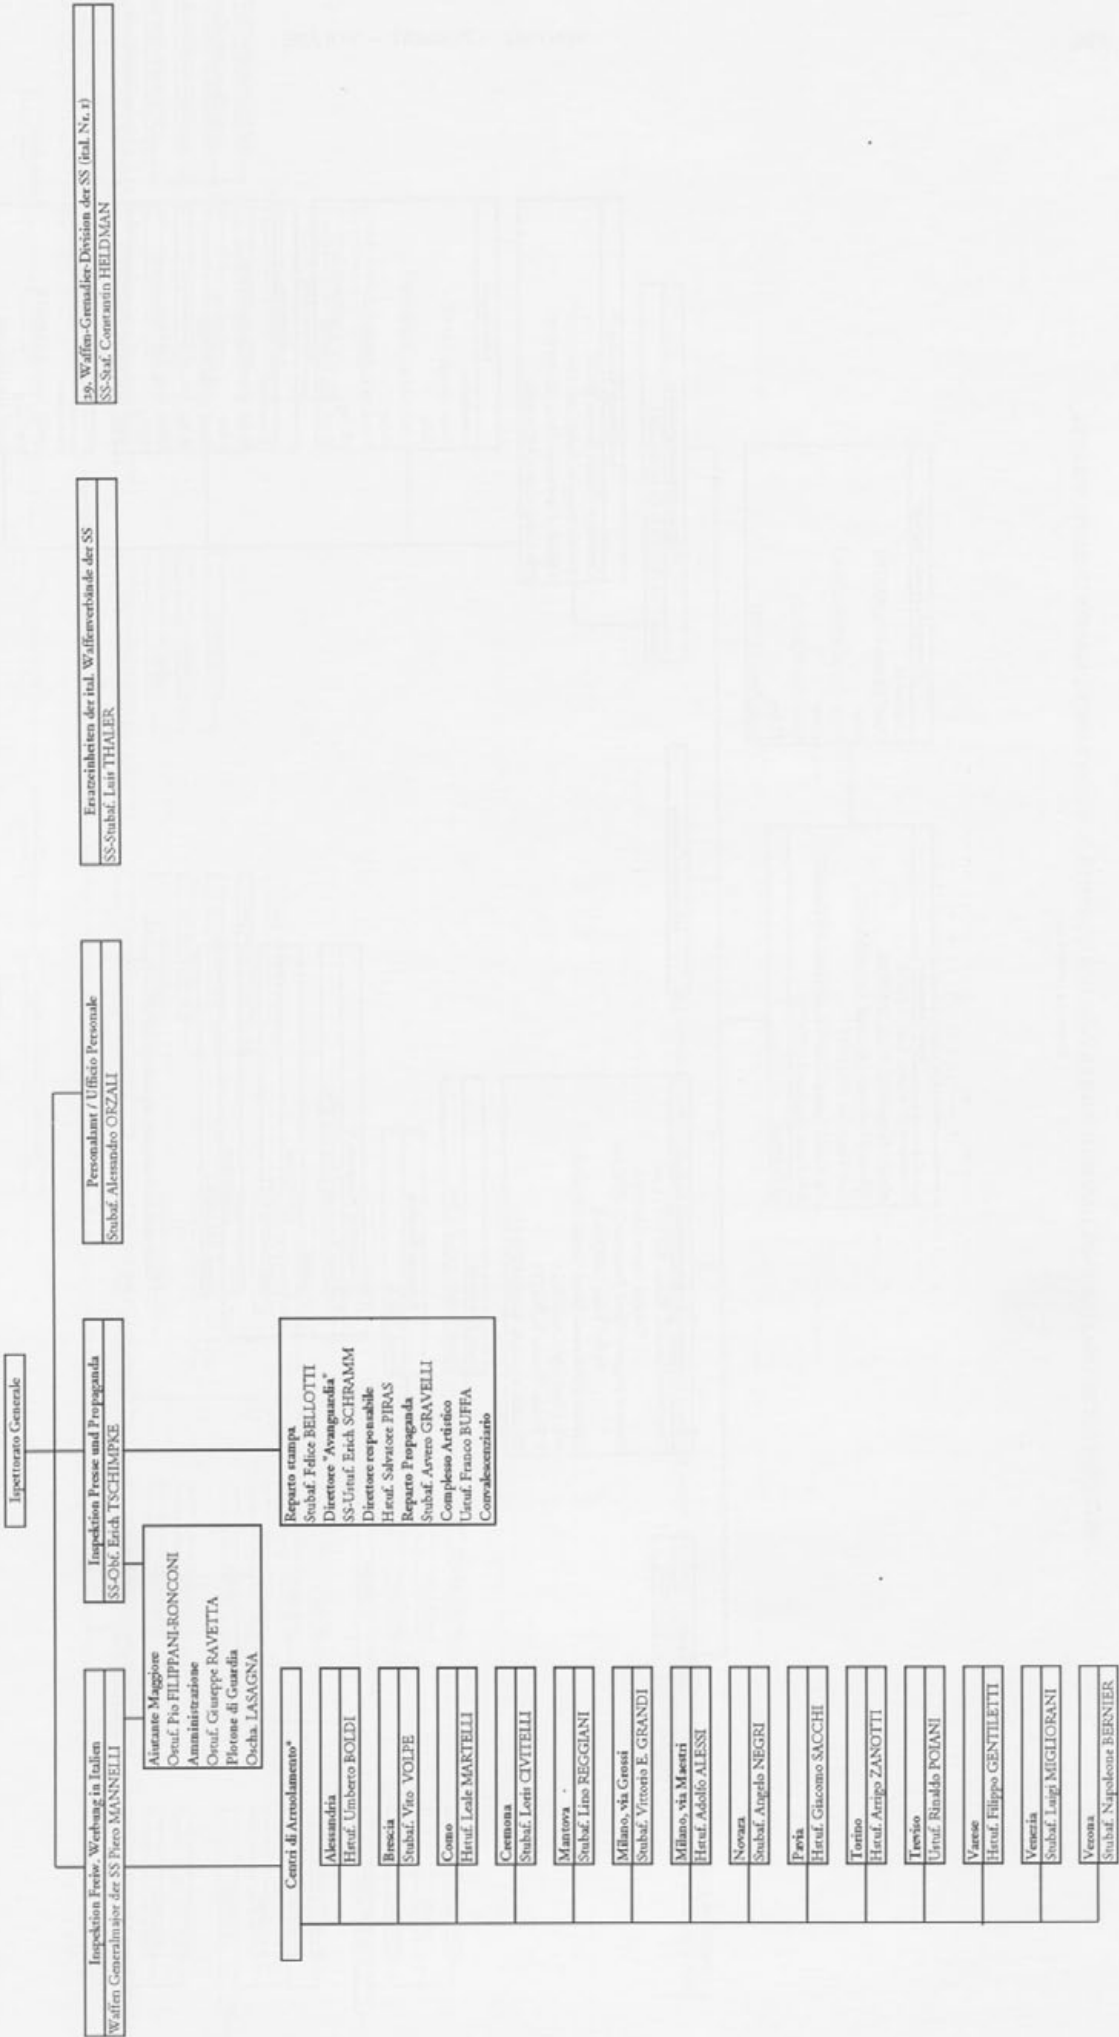 Ispettorato Generale
Inspektion Freiw. Werbung in Italien
Waffen Generalmajor der SS Piero MANNELLI
Inspektion Presse und Propaganda
SS-Obf. Erich TSCHIMPKE
Personalamt / Ufficio Personale
Stubaf. Alessandro ORZALI
Ersatzeinheiten der ital. Waffenverbände der SS
SS-Stubaf. Luis THALER
29. Waffen-Grenadier-Division der SS (ital. Nr. 1)
SS-Staf. Constantin HELDMAN
Aiutante Maggiore
Ostuf. Pio FILIPPANI-RONCONI
Amministrazione
Ostuf. Giuseppe RAVETTA
Plotone di Guardia
Oscha. LASAGNA
Reparto stampa
Stubaf. Felice BELLOTTI
Direttore "Avanguardia"
SS-Ustuf. Erich SCHRAMM
Direttore responsabile
Hstuf. Salvatore PIRAS
Reparto Propaganda
Stubaf. Asvero GRAVELLI
Complesso Artistico
Ustuf. Franco BUFFA
Convalescenziario
Centri di Arruolamento*
Alessandria
Hstuf. Umberto BOLDI
Brescia
Stubaf. Vito VOLPE
Como
Hstuf. Leale MARTELLI
Cremona
Stubaf. Loris CIVITELLI
Mantova
Stubaf. Lino REGGIANI
Milano, via Grossi
Stubaf. Vittorio E. GRANDI
Milano, via Maestri
Hstuf. Adolfo ALESSI
Novara
Stubaf. Angelo NEGRI
Pavia
Hstuf. Giacomo SACCHI
Torino
Hstuf. Arrigo ZANOTTI
Treviso
Ustuf. Rinaldo POIANI
Varese
Hstuf. Filippo GENTILETTI
Venezia
Stubaf. Luigi MIGLIORANI
Verona
Stubaf. Napoleone BERNIER